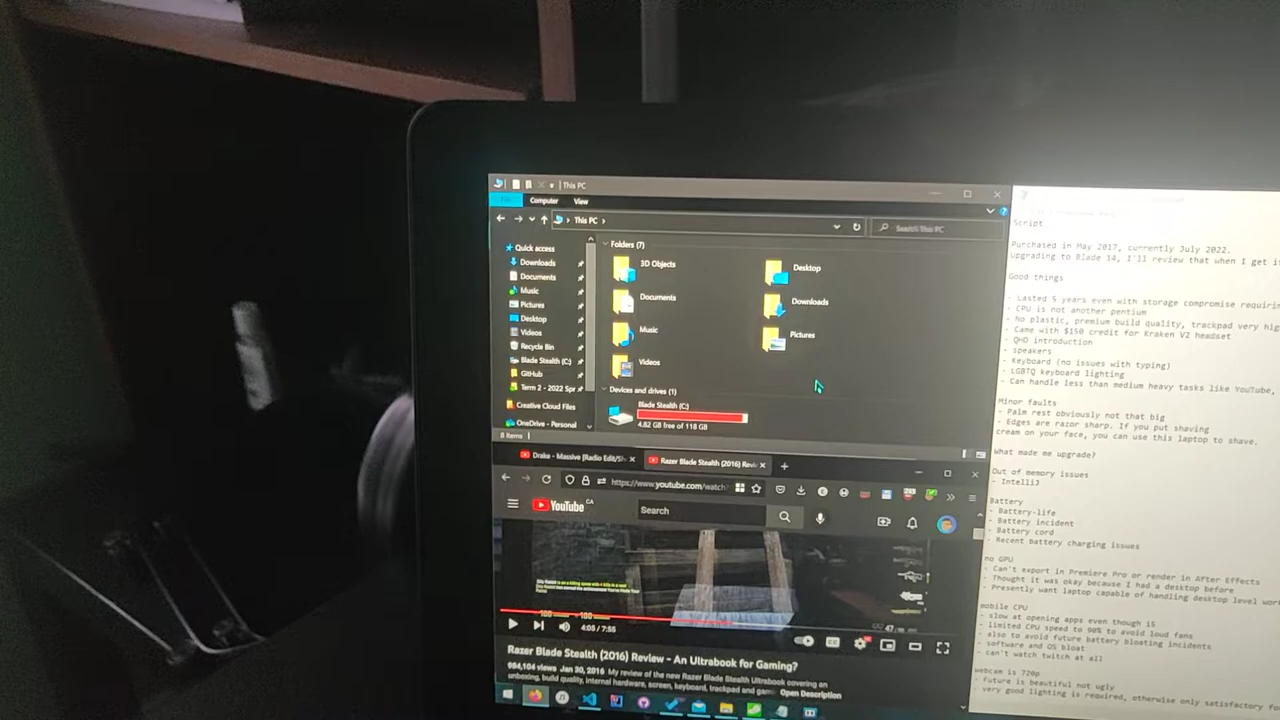 This PC
File
Computer
View
This PC
Search This PC
Quick access
Downloads
Documents
Music
Pictures
Desktop
Videos
Recycle Bin
Blade Stealth (C:)
GitHub
Term 2 - 2022 Spr
Creative Cloud Files
OneDrive - Personal
Folders (7)
3D Objects
Desktop
Documents
Downloads
Music
Pictures
Videos
Devices and drives (1)
Blade Stealth (C:)
4.82 GB free of 118 GB
8 items
Drake - Massive [Radio Edit/Sh
Razer Blade Stealth (2016) Revi
https://www.youtube.com/watch
YouTube CA
Search
4:05 / 7:55
Razer Blade Stealth (2016) Review - An Ultrabook for Gaming?
984,104 views Jan 30, 2016 My review of the new Razer Blade Stealth Ultrabook covering an
unboxing, build quality, internal hardware, screen, keyboard, trackpad and gam
Open Description
Script
Purchased in May 2017, currently July 2022.
Upgrading to Blade 14, I'll review that when I get i
Good things
- Lasted 5 years even with storage compromise requirin
- CPU is not another pentium
- No plastic, premium build quality, trackpad very hig
- Came with $150 credit for Kraken V2 headset
- QHD introduction
- speakers
- Keyboard (no issues with typing)
- LGBTQ keyboard lighting
- Can handle less than medium heavy tasks like YouTube,
Minor faults
- Palm rest obviously not that big
- Edges are razor sharp. If you put shaving
cream on your face, you can use this laptop to shave.
What made me upgrade?
Out of memory issues
- IntelliJ
Battery
- Battery-life
- Battery incident
- Battery cord
- Recent battery charging issues
no GPU
- Can't export in Premiere Pro or render in After Effects
- Thought it was okay because I had a desktop before
- Presently want laptop capable of handling desktop level wor
mobile CPU
- slow at opening apps even though i5
- limited CPU speed to 90% to avoid loud fans
- also to avoid future battery bloating incidents
- software and OS bloat
- can't watch twitch at all
webcam is 720p
- future is beautiful not ugly
- very good lighting is required, otherwise only satisfactory fo